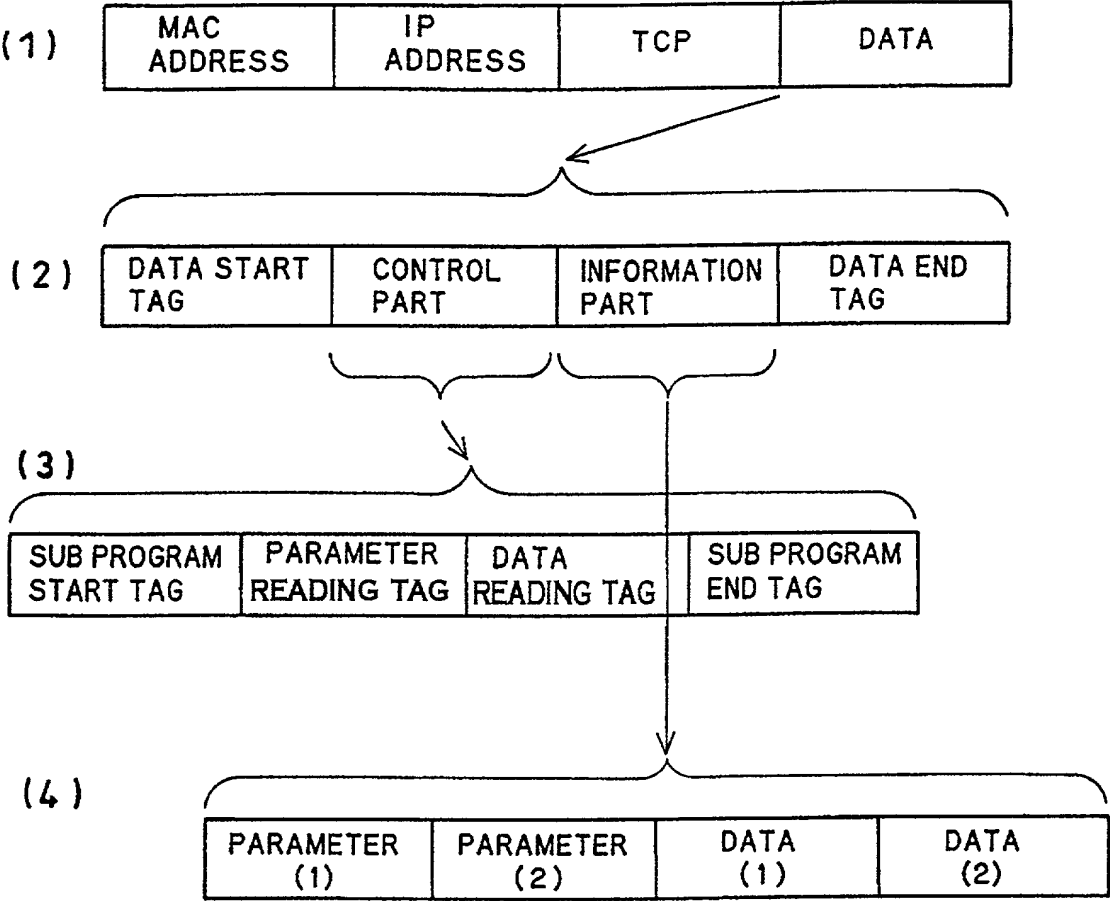 (1)
MAC ADDRESS
IP ADDRESS
TCP
DATA
(2)
DATA START TAG
CONTROL PART
INFORMATION PART
DATA END TAG
(3)
SUB PROGRAM START TAG
PARAMETER READING TAG
DATA READING TAG
SUB PROGRAM END TAG
(4)
PARAMETER (1)
PARAMETER (2)
DATA (1)
DATA (2)